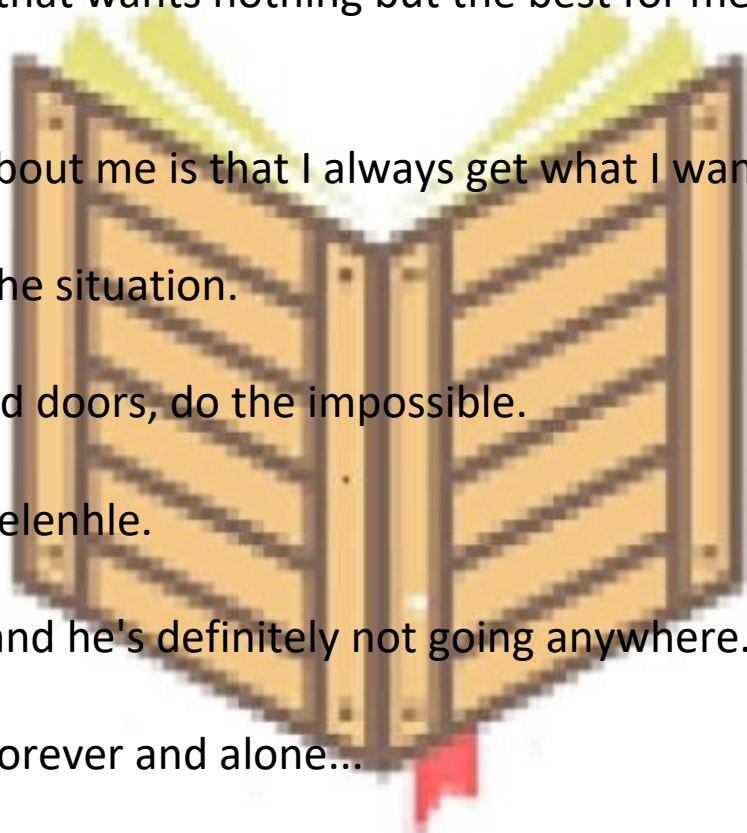 that wants nothing but the best for me
bout me is that I always get what I wan
he situation.
d doors, do the impossible.
elenhle.
and he's definitely not going anywhere.
orever and alone...